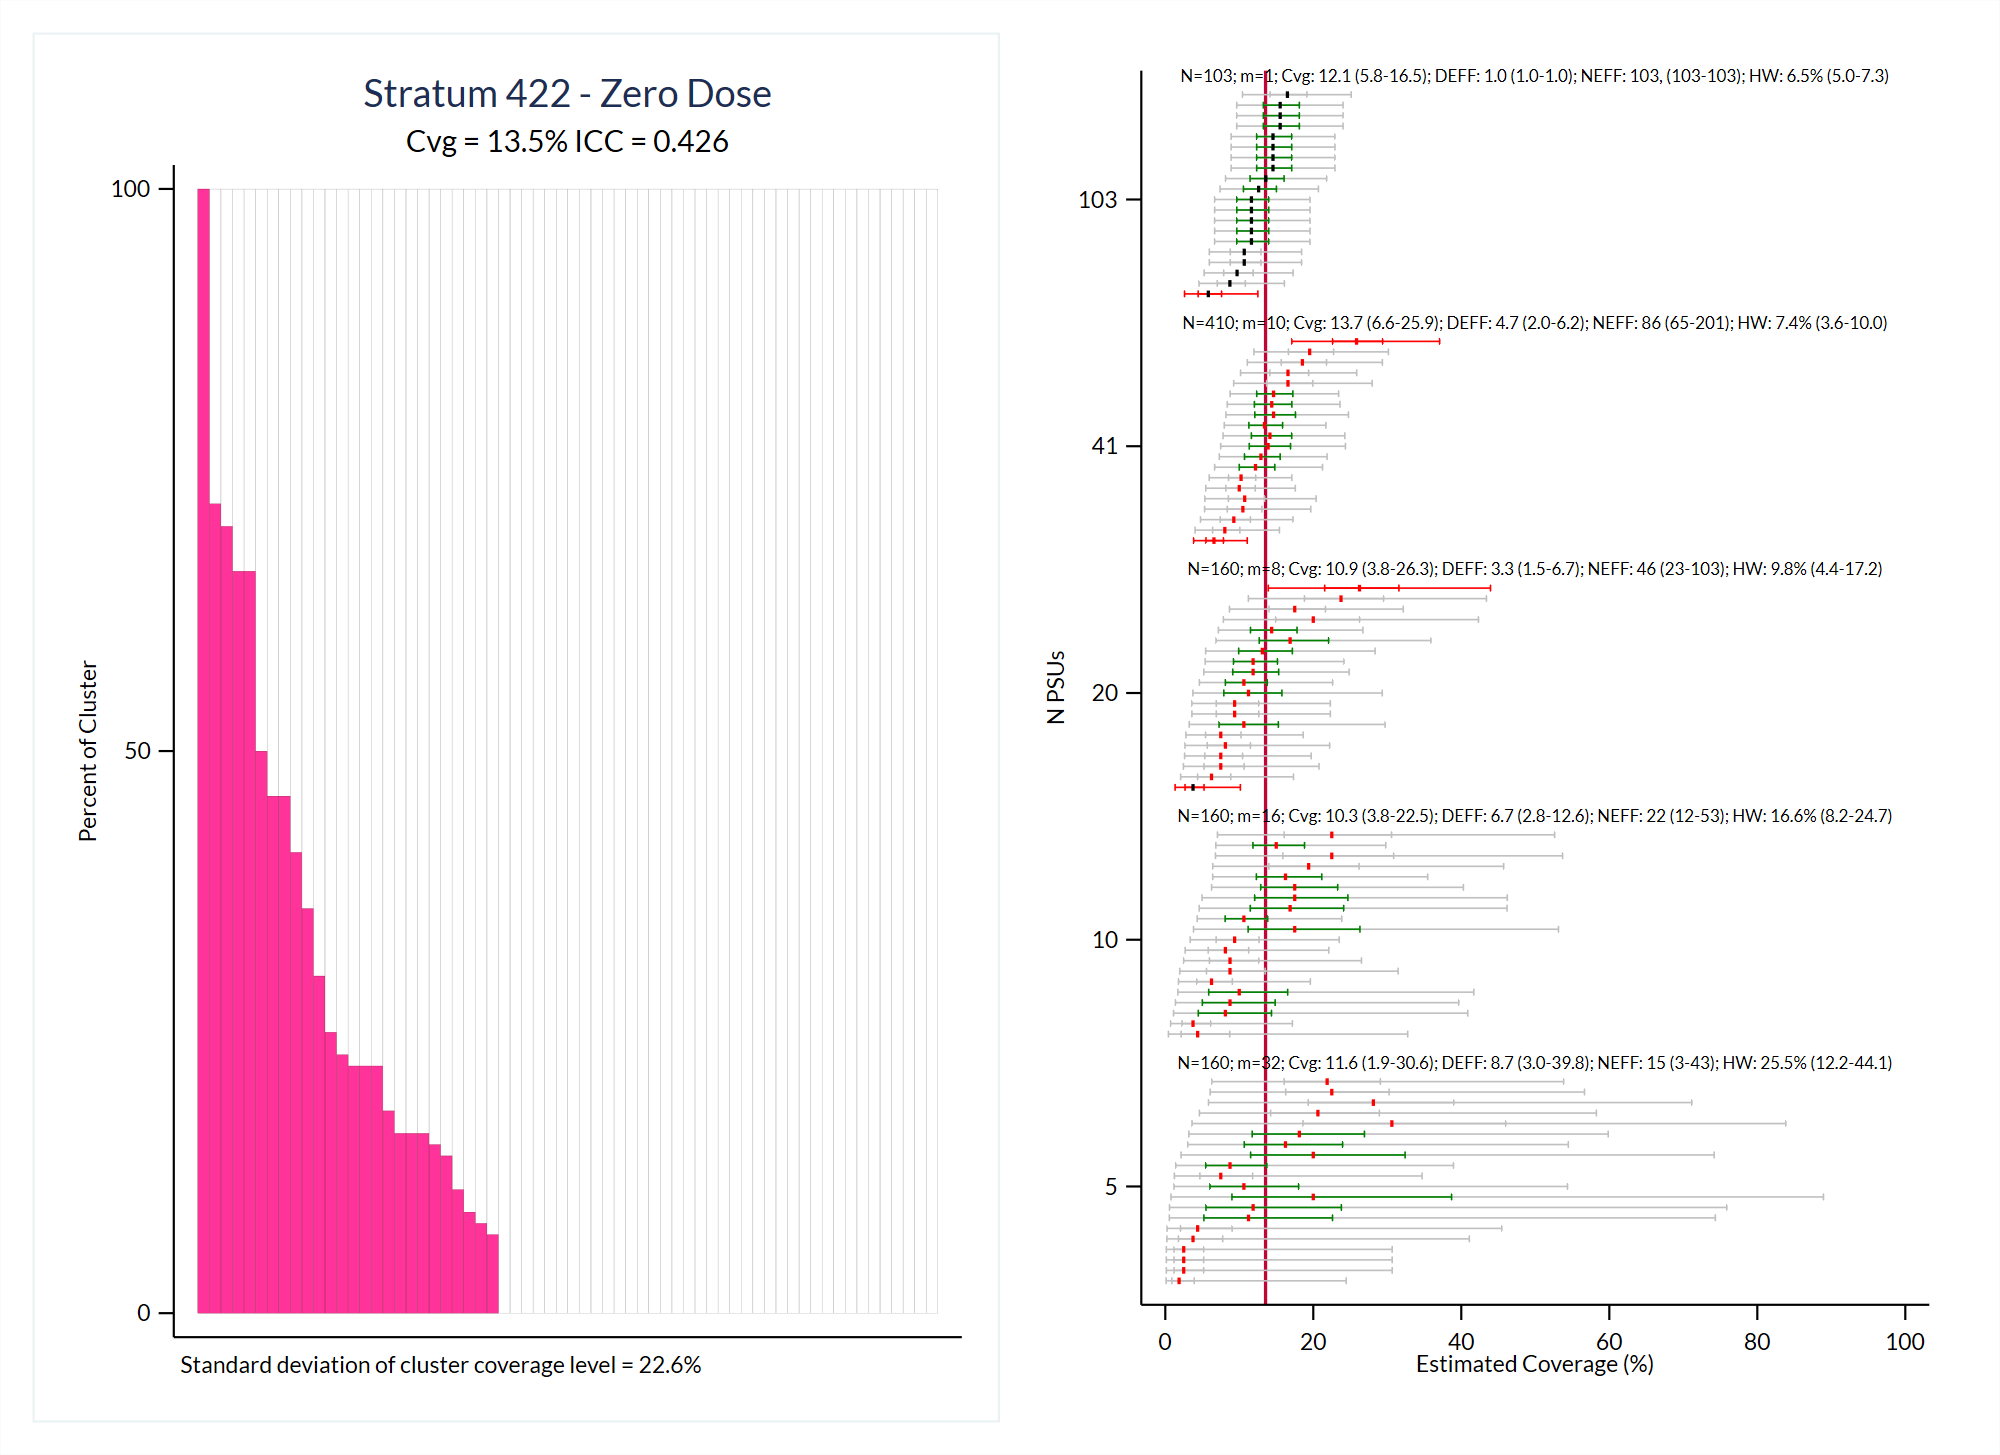 Stratum 422 - Zero Dose
Cvg = 13.5% ICC = 0.426
100
50
0
Percent of Cluster
Standard deviation of cluster coverage level = 22.6%
N=103; m=1; Cvg: 12.1 (5.8-16.5); DEFF: 1.0 (1.0-1.0); NEFF: 103, (103-103); HW: 6.5% (5.0-7.3)
103
N=410; m=10; Cvg: 13.7 (6.6-25.9); DEFF: 4.7 (2.0-6.2); NEFF: 86 (65-201); HW: 7.4% (3.6-10.0)
41
N=160; m=8; Cvg: 10.9 (3.8-26.3); DEFF: 3.3 (1.5-6.7); NEFF: 46 (23-103); HW: 9.8% (4.4-17.2)
N PSUs
20
N=160; m=16; Cvg: 10.3 (3.8-22.5); DEFF: 6.7 (2.8-12.6); NEFF: 22 (12-53); HW: 16.6% (8.2-24.7)
10
N=160; m=32; Cvg: 11.6 (1.9-30.6); DEFF: 8.7 (3.0-39.8); NEFF: 15 (3-43); HW: 25.5% (12.2-44.1)
5
0 20 40 60 80 100
Estimated Coverage (%)